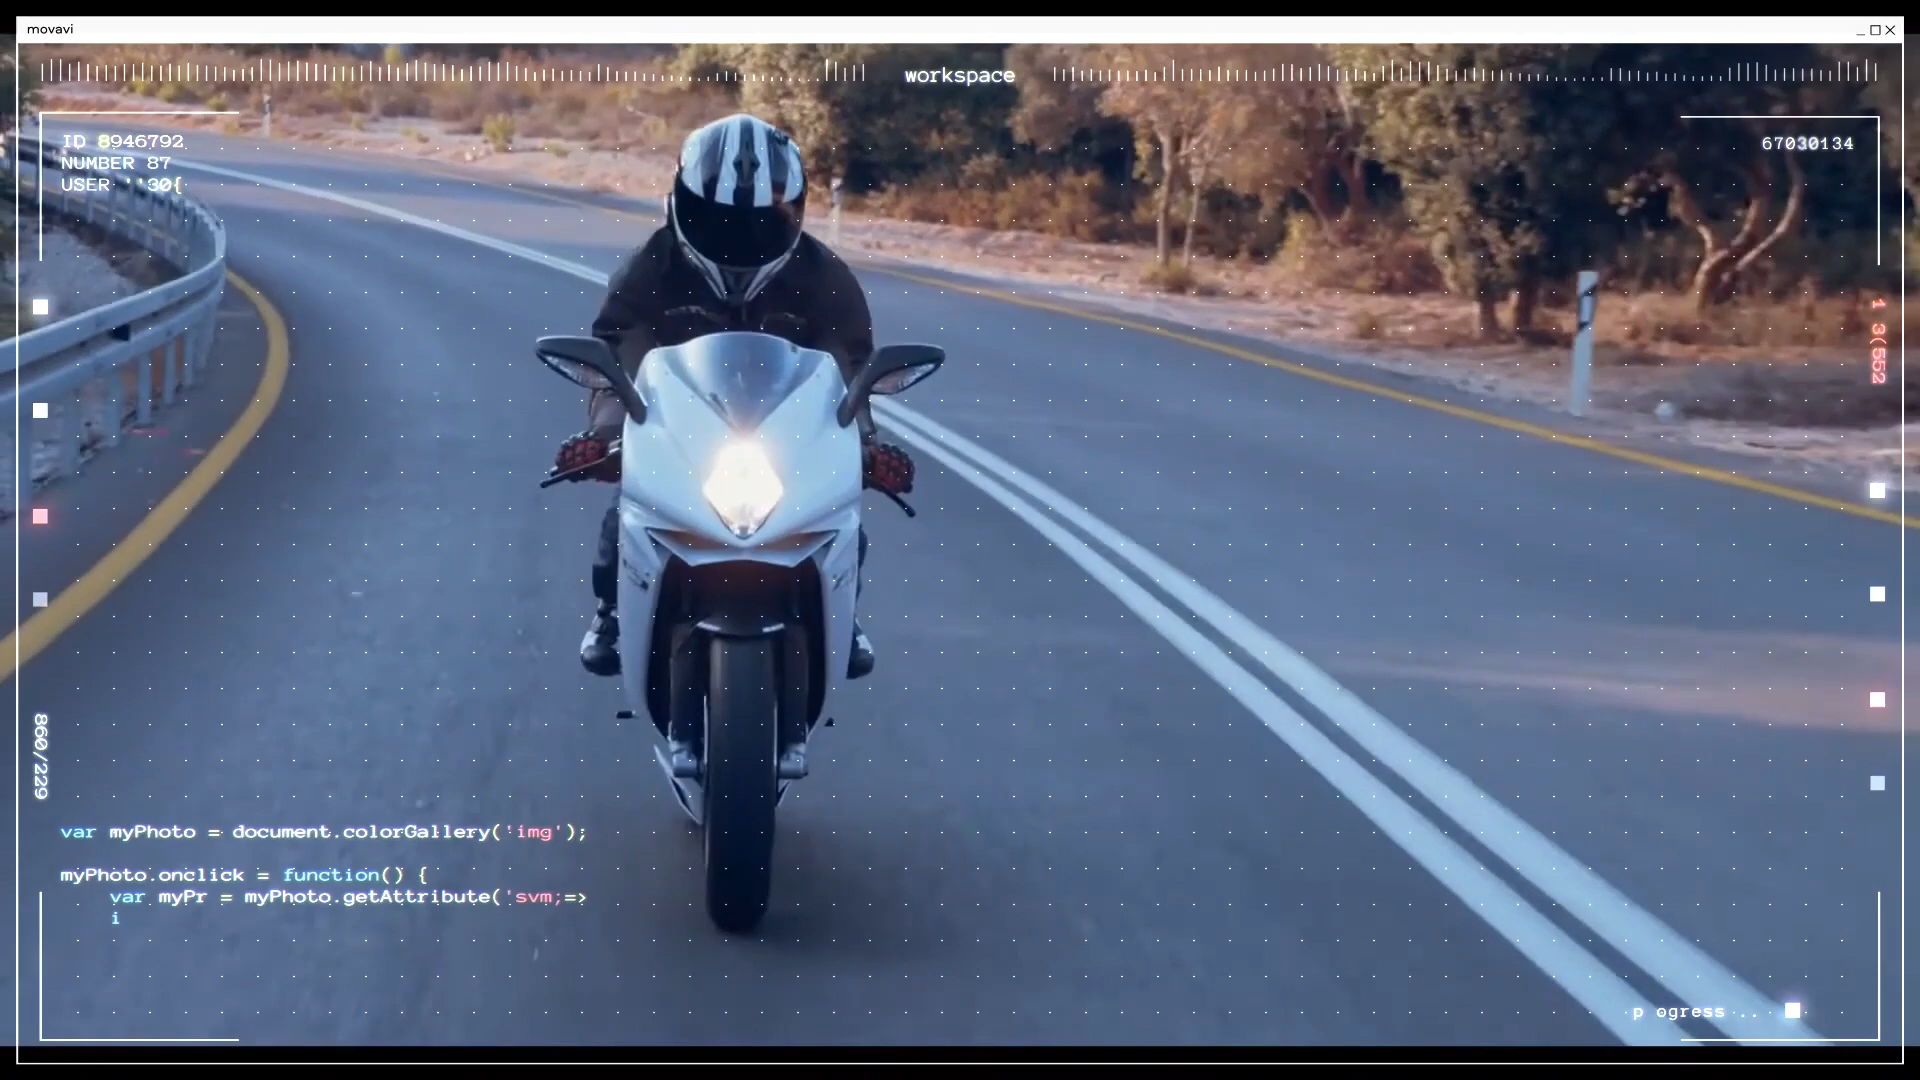 movavi
workspace
ID 8946792
NUMBER 87
USER ''30{
67030134
1 3(552
860/229
var myPhoto = document.colorGallery('img');
myPhoto.onclick = function() {
var myPr = myPhoto.getAttribute('svm;=>
i
p ogress ..